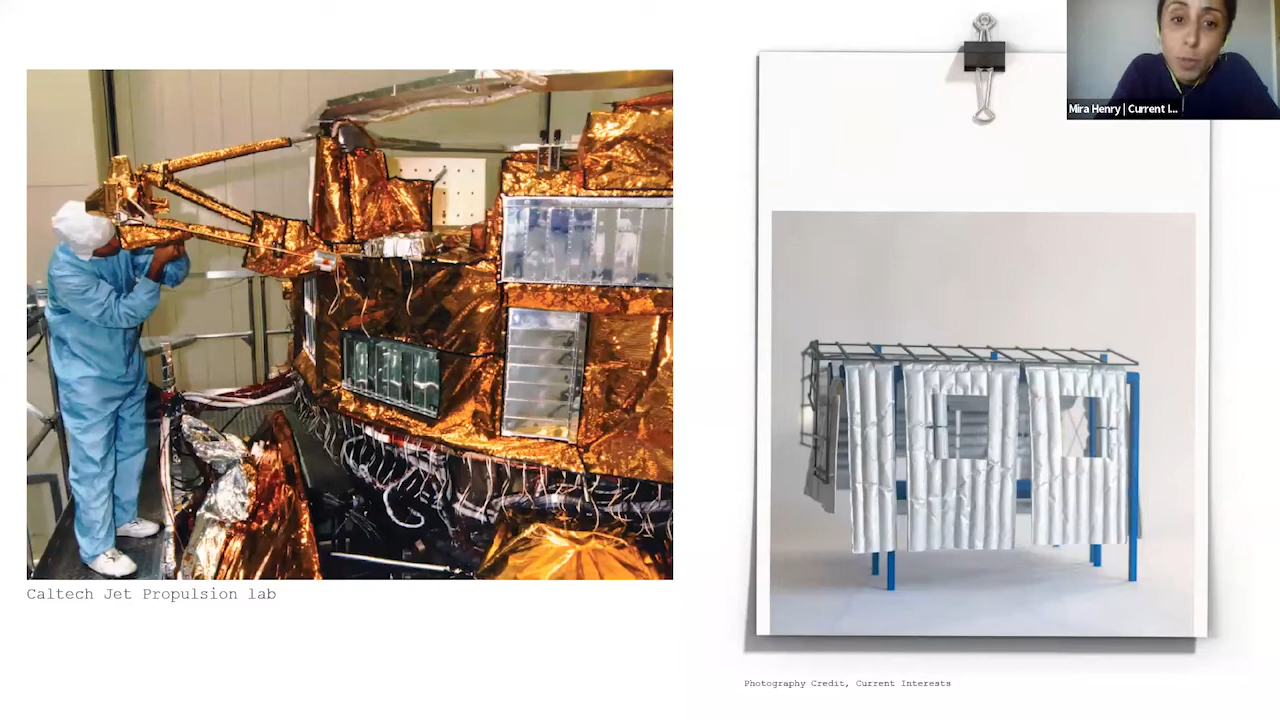 Mira Henry | Current I...
Caltech Jet Propulsion lab
Photography Credit, Current Interests